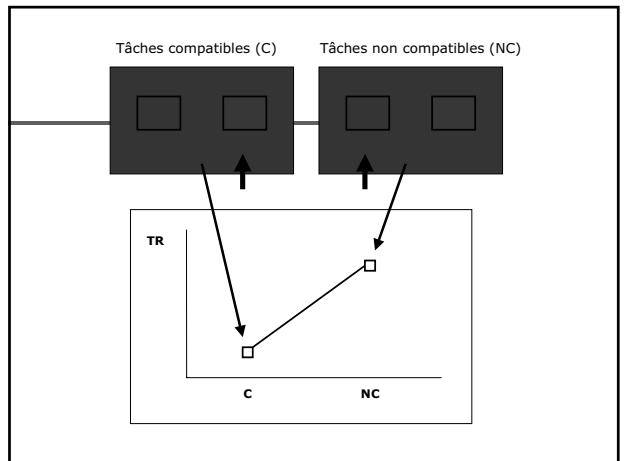 Tâches compatibles (C)
Tâches non compatibles (NC)
TR
C
NC